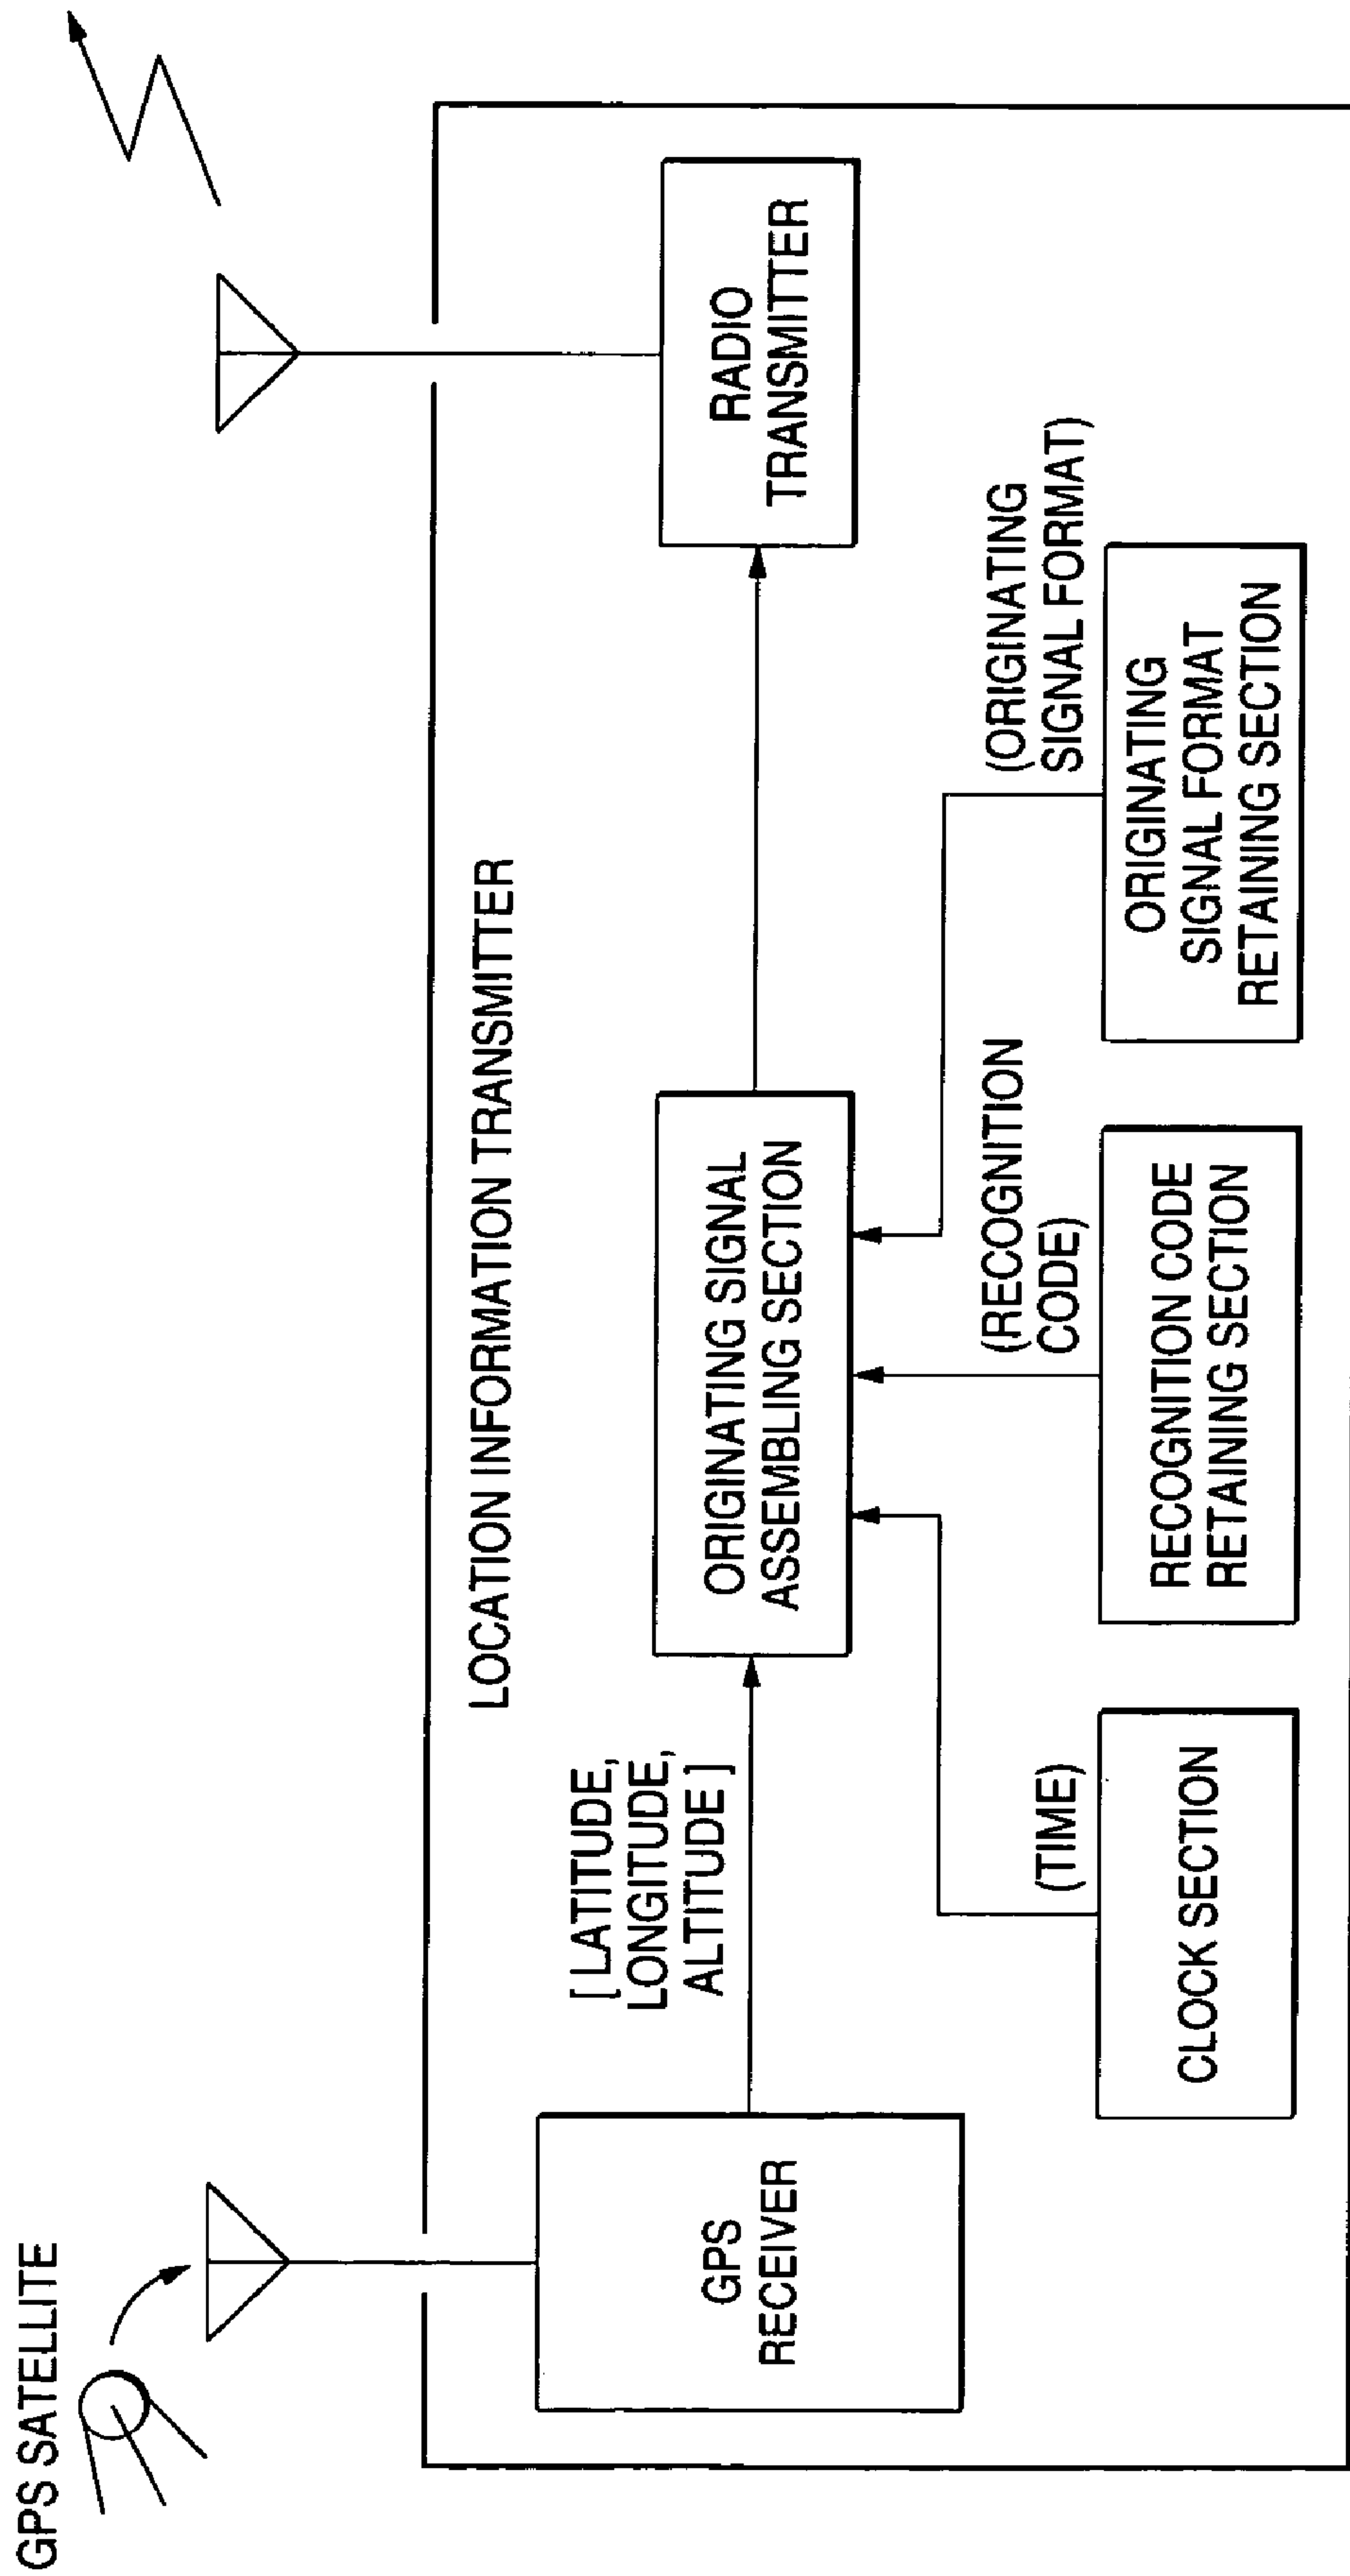 GPS SATELLITE
LOCATION INFORMATION TRANSMITTER
GPS
RECEIVER
[ LATITUDE,
LONGITUDE,
ALTITUDE ]
ORIGINATING SIGNAL
ASSEMBLING SECTION
RADIO
TRANSMITTER
(TIME)
(RECOGNITION
CODE)
(ORIGINATING
SIGNAL FORMAT)
CLOCK SECTION
RECOGNITION CODE
RETAINING SECTION
ORIGINATING
SIGNAL FORMAT
RETAINING SECTION